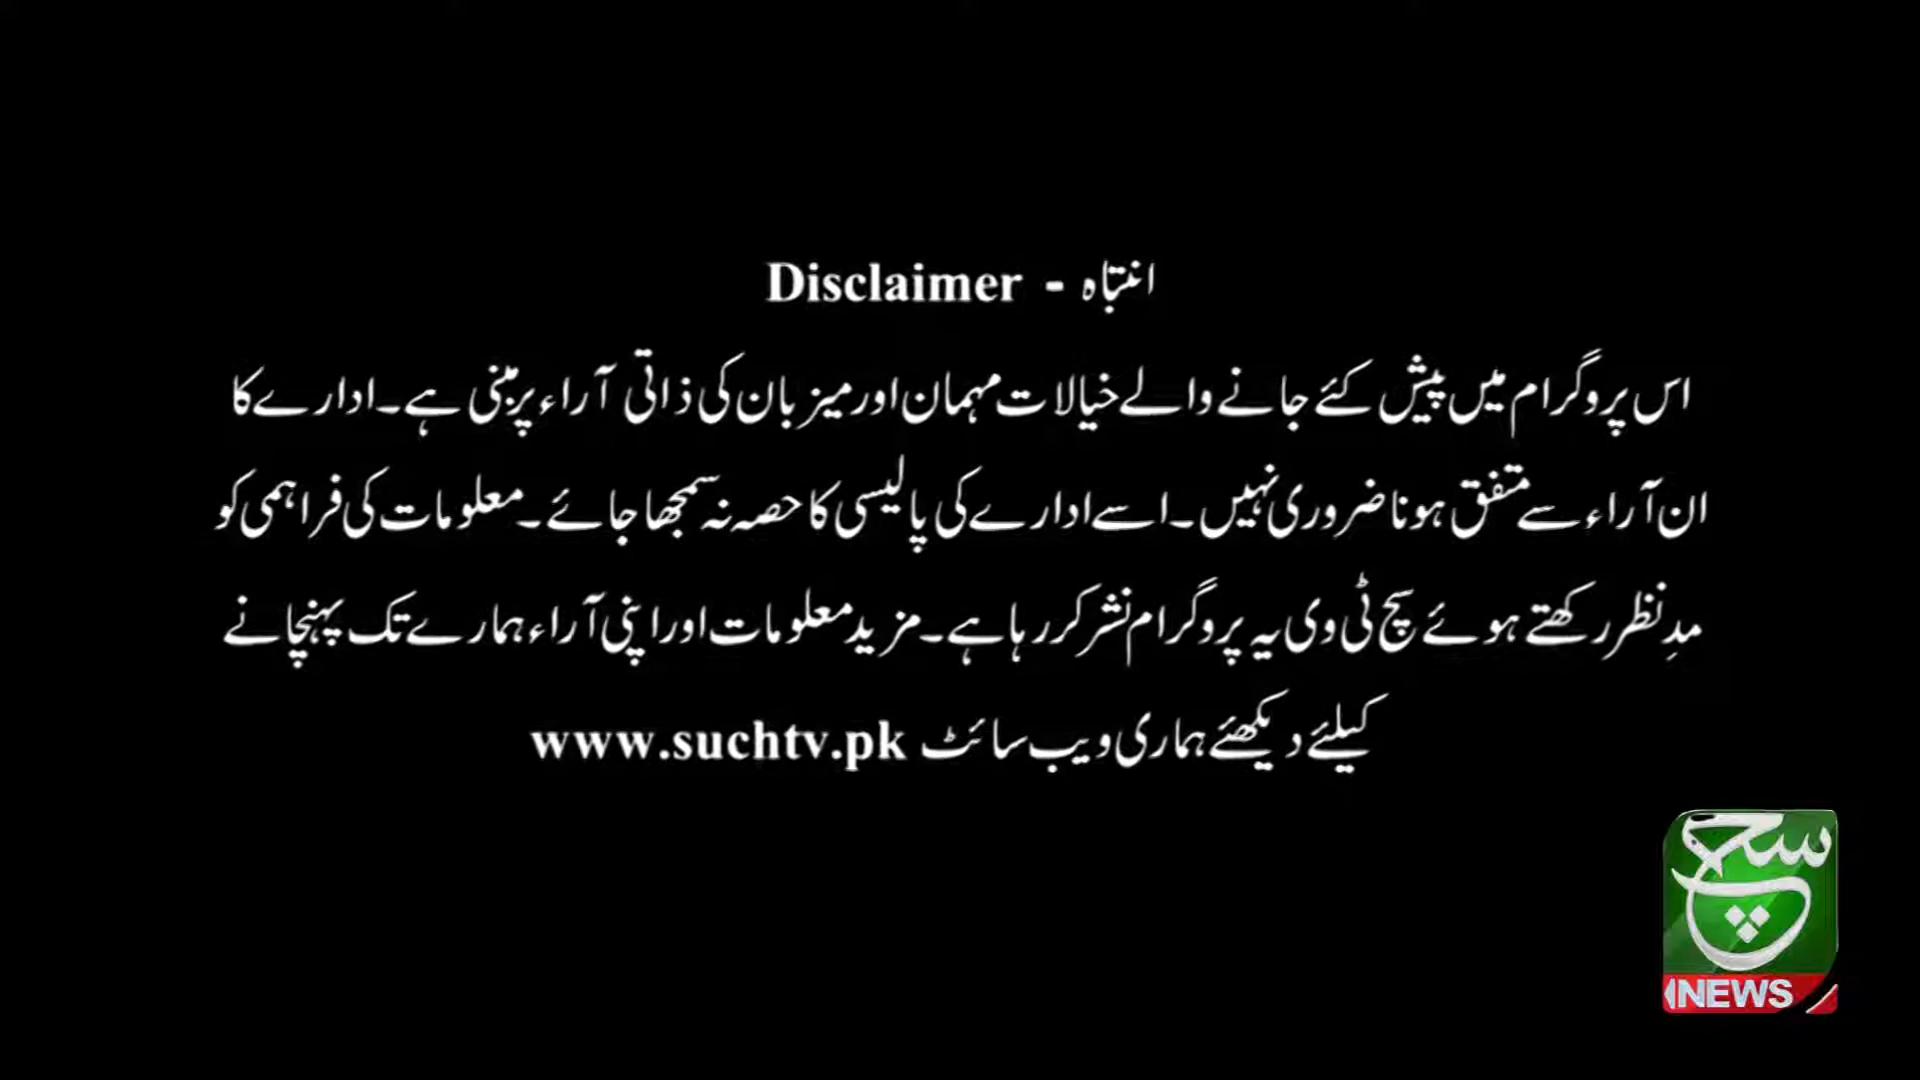 انتباہ - Disclaimer
اس پروگرام میں پیش کئے جانے والے خیالات مہمان اور میزبان کی ذاتی آراء پر مبنی ہے۔ ادارے کا
ان آراء سے متفق ہونا ضروری نہیں۔ اسے ادارے کی پالیسی کا حصہ نہ سمجھا جائے۔ معلومات کی فراہمی کو
مدِنظر رکھتے ہوئے سچ ٹی وی یہ پروگرام نشر کر رہا ہے۔ مزید معلومات اور اپنی آراء ہمارے تک پہنچانے
کیلئے دیکھئے ہماری ویب سائٹ www.suchtv.pk
سچ
NEWS